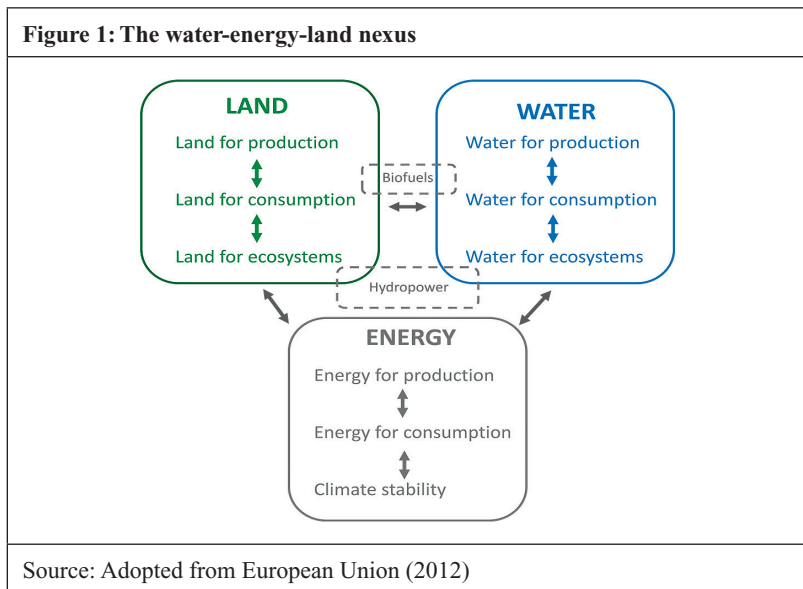 Figure 1: The water-energy-land nexus
LAND
Land for production
Land for consumption
Land for ecosystems
WATER
Water for production
Water for consumption
Water for ecosystems
Biofuels
Hydropower
ENERGY
Energy for production
Energy for consumption
Climate stability
Source: Adopted from European Union (2012)